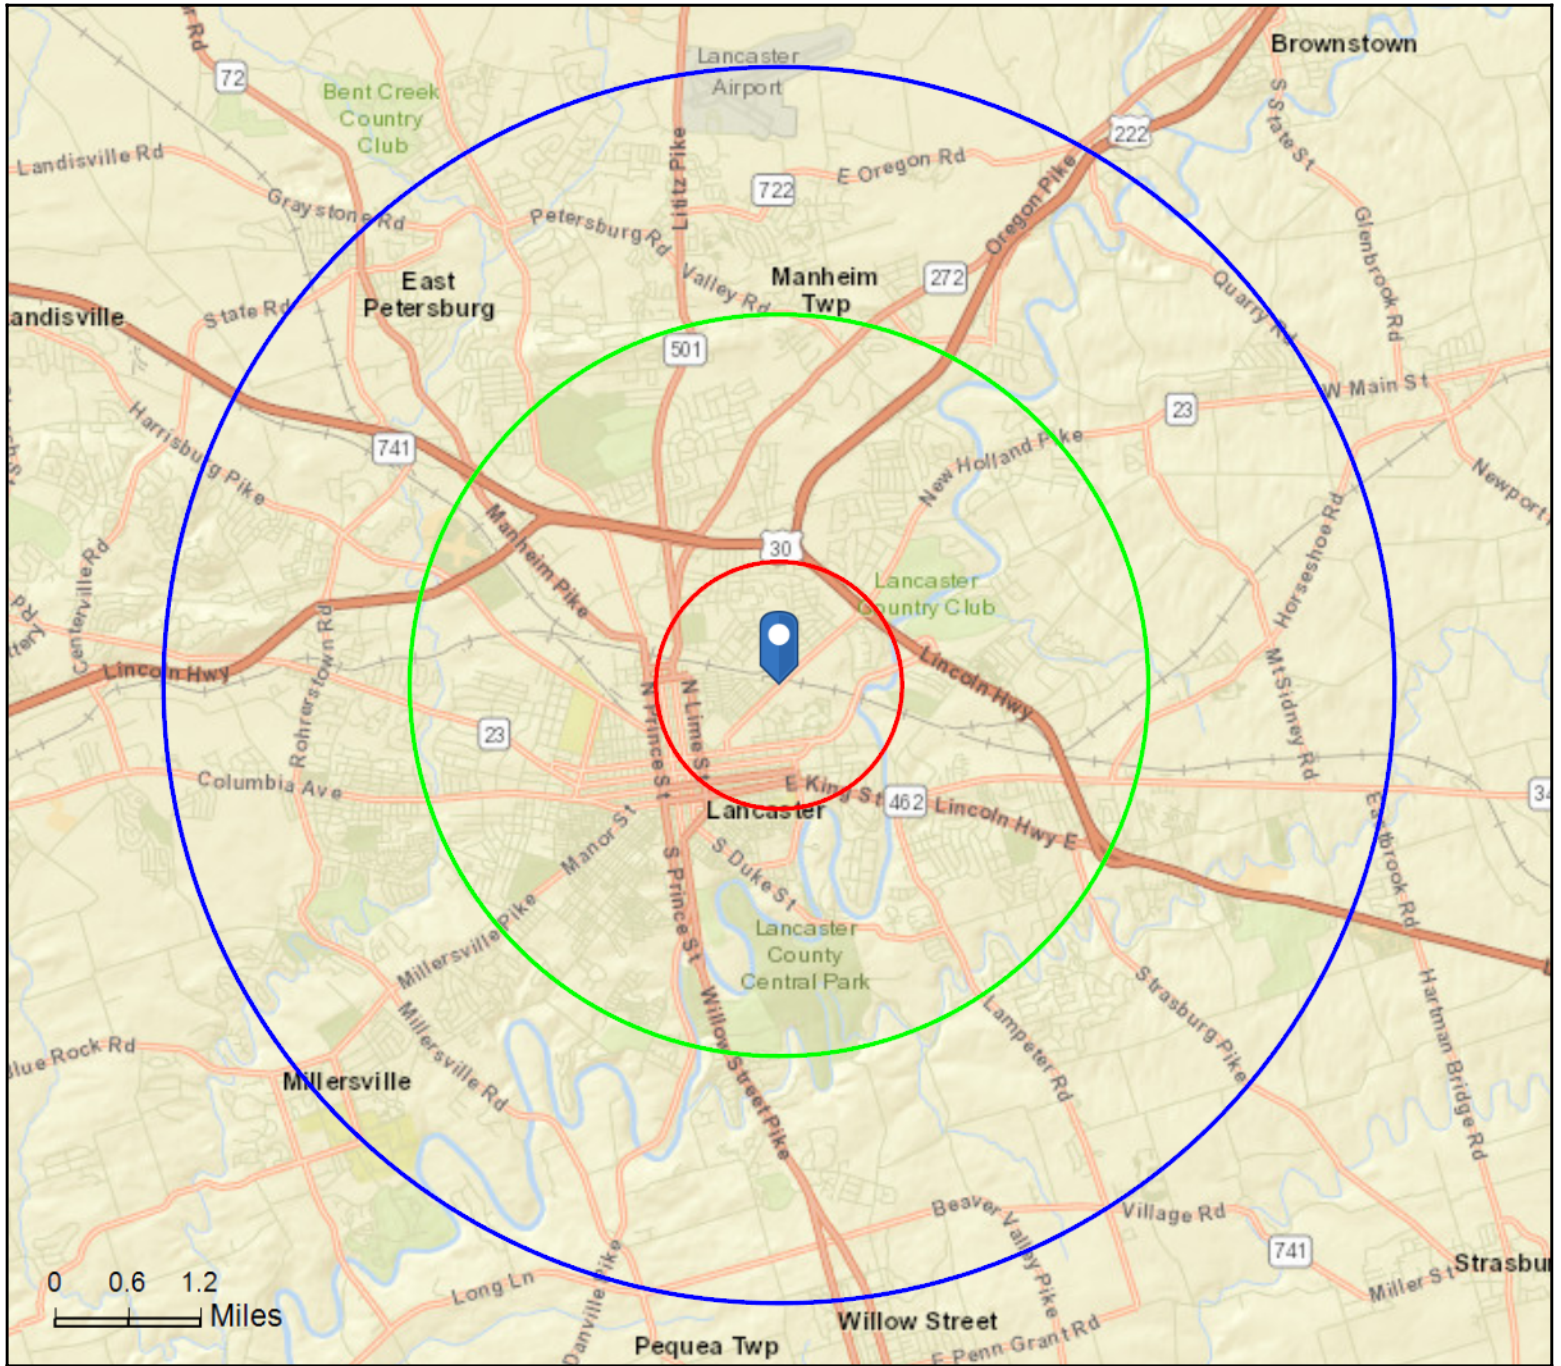 Brownstown
Lancaster
Airport
72
Bent Creek
Country
Club
222
S State St
Landisville Rd
E Oregon Rd
722
Lititz Pike
Oregon Pike
Graystone Rd
Petersburg Rd
Glenbrook Rd
Valley Rd
Manheim
Twp
272
East
Petersburg
Quarry Rd
State Rd
andisville
501
W Main St
23
Harrisburg Pike
741
New Holland Pike
Newport
Manheim Pike
Horseshoe Rd
30
Centerville Rd
Rd
ttery
Lancaster
Country Club
Lincoln Hwy
Rohrerstown Rd
Lincoln Hwy
Mt Sidney Rd
N Prince St
N Lime St
23
Columbia Ave
E King St
462
Lincoln Hwy E
34
Lancaster
Manor St
S Duke St
S Prince St
Eastbrook Rd
Millersville Pike
Lancaster
County
Central Park
Strasburg Pike
Hartman Bridge Rd
Willow Street Pike
Lampeter Rd
Millersville Rd
Blue Rock Rd
Millersville
Beaver Valley Pike
Village Rd
741
Strasbu
Miller St
Long Ln
Danville Pike
0 0.6 1.2
Miles
Willow Street
Pequea Twp
E Penn Grant Rd